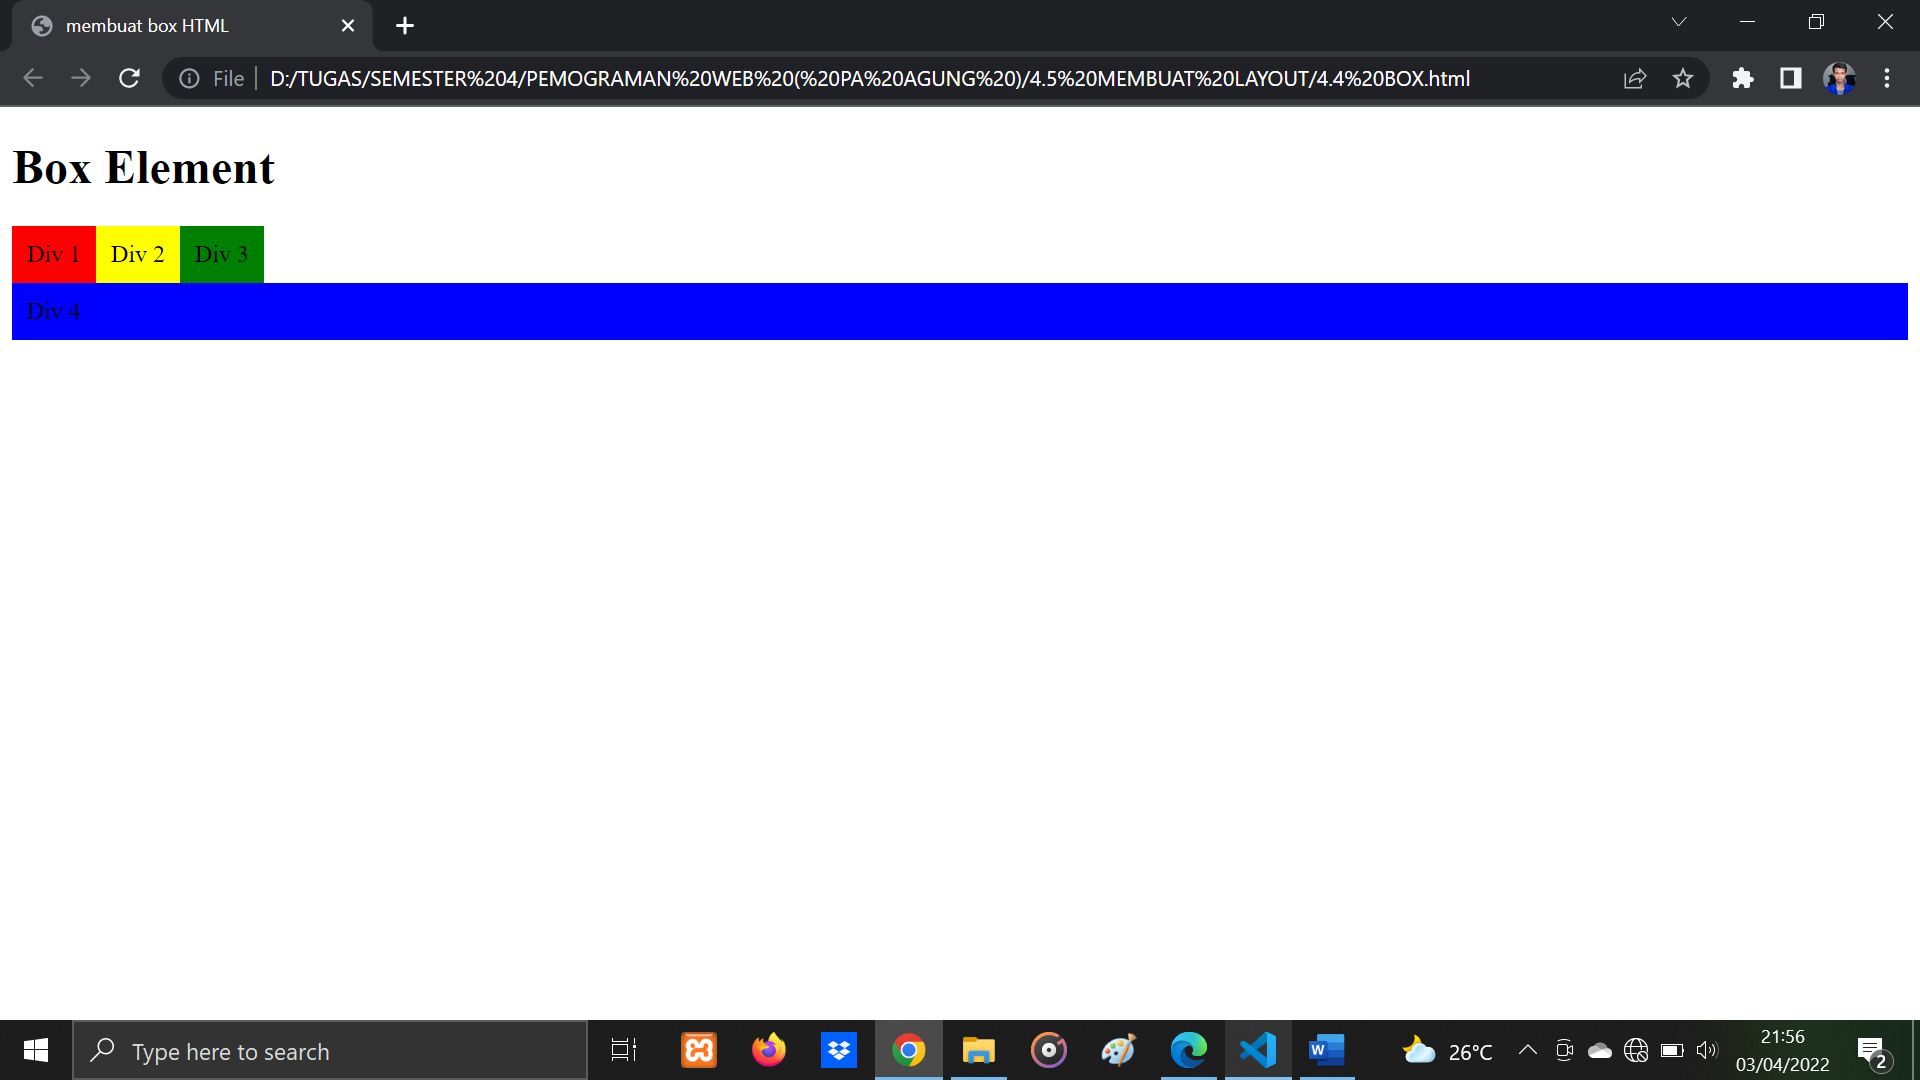 membuat box HTML
File
D:/TUGAS/SEMESTER%204/PEMOGRAMAN%20WEB%20(%20PA%20AGUNG%20)/4.5%20MEMBUAT%20LAYOUT/4.4%20BOX.html
Box Element
Div 1 Div 2 Div 3
Div 4
Type here to search
W
26°C
21:56
03/04/2022
2